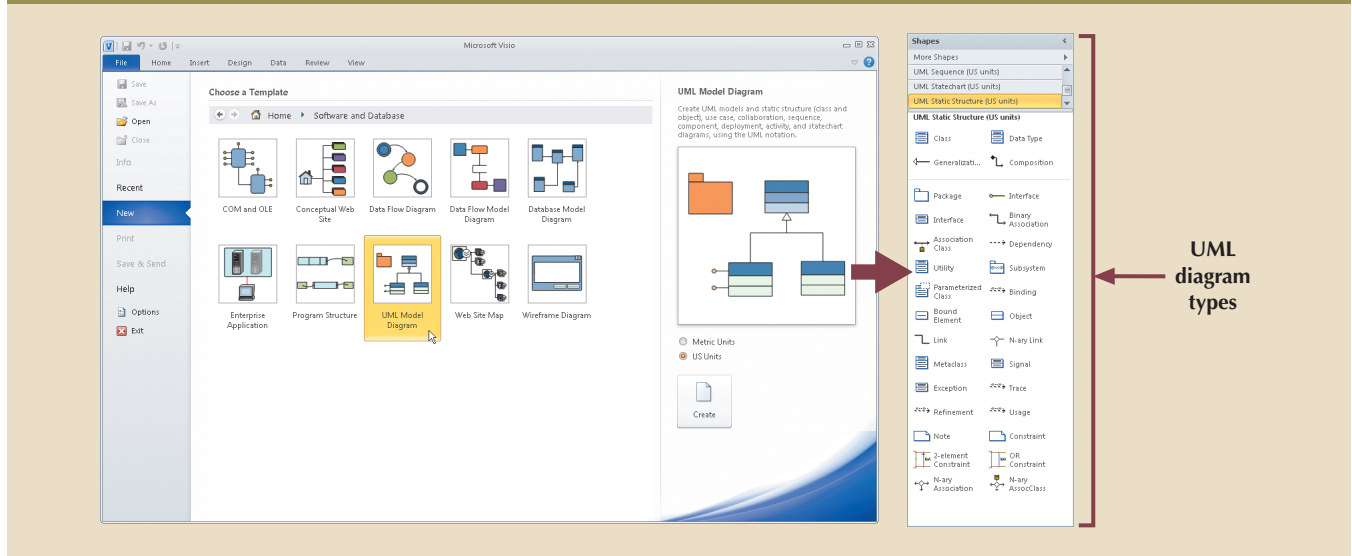 Microsoft Visio
File Home Insert Design Data Review View
Save
Save As
Open
Close
Info
Recent
New
Print
Save & Send
Help
Options
Exit
Choose a Template
Home Software and Database
COM and OLE
Conceptual Web
Site
Data Flow Diagram
Data Flow Model
Diagram
Database Model
Diagram
Enterprise
Application
Program Structure
UML Model
Diagram
Web Site Map
Wireframe Diagram
UML Model Diagram
Create UML models and static structure (class and
object), use case, collaboration, sequence,
component, deployment, activity, and statechart
diagrams, using the UML notation.
Metric Units
US Units
Create
Shapes
More Shapes
UML Sequence (US units)
UML Statechart (US units)
UML Static Structure (US units)
UML Static Structure (US units)
Class
Data Type
Generalizati...
Composition
Package
Interface
Interface
Binary
Association
Association
Class
Dependency
Utility
Subsystem
Parameterized
Class
Binding
Bound
Element
Object
Link
N-ary Link
Metaclass
Signal
Exception
Trace
Refinement
Usage
Note
Constraint
2-element
Constraint
OR
Constraint
N-ary
Association
N-ary
AssocClass
UML
diagram
types